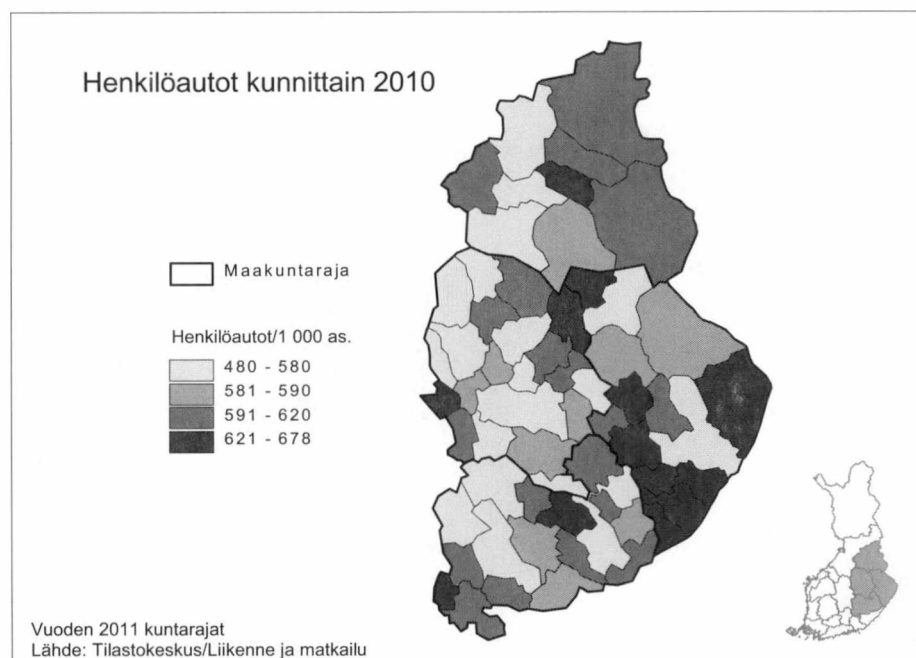 Henkilöautot kunnittain 2010
Maakuntaraja
Henkilöautot/1 000 as.
480 - 580
581 - 590
591 - 620
621 - 678
Vuoden 2011 kuntarajat
Lähde: Tilastokeskus/Liikenne ja matkailu